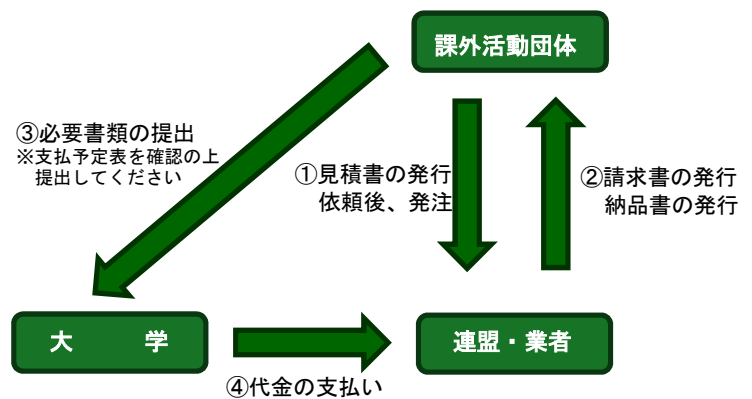 課外活動団体
③必要書類の提出
※支払予定表を確認の上
提出してください
①見積書の発行
依頼後、発注
②請求書の発行
納品書の発行
大　　　学
連盟・業者
④代金の支払い